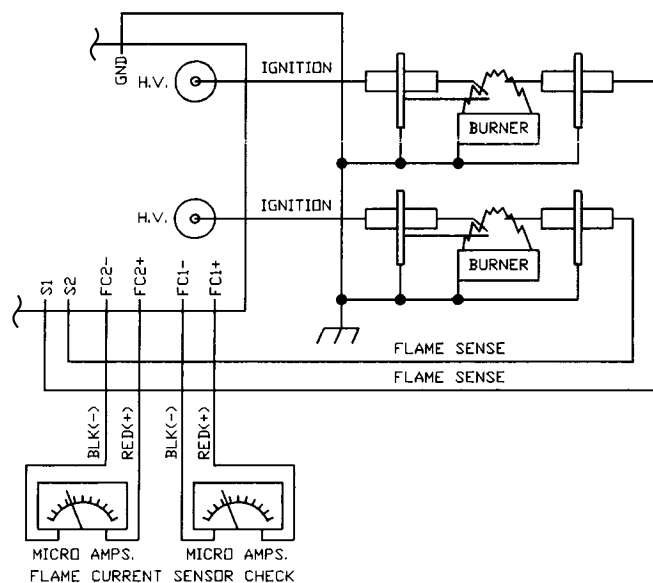 GND
H.V.
IGNITION
BURNER
H.V.
IGNITION
BURNER
S1
S2
FC2-
FC2+
FC1-
FC1+
FLAME SENSE
FLAME SENSE
BLK(-)
RED(+)
BLK(-)
RED(+)
MICRO AMPS.
FLAME CURRENT
MICRO AMPS.
SENSOR CHECK